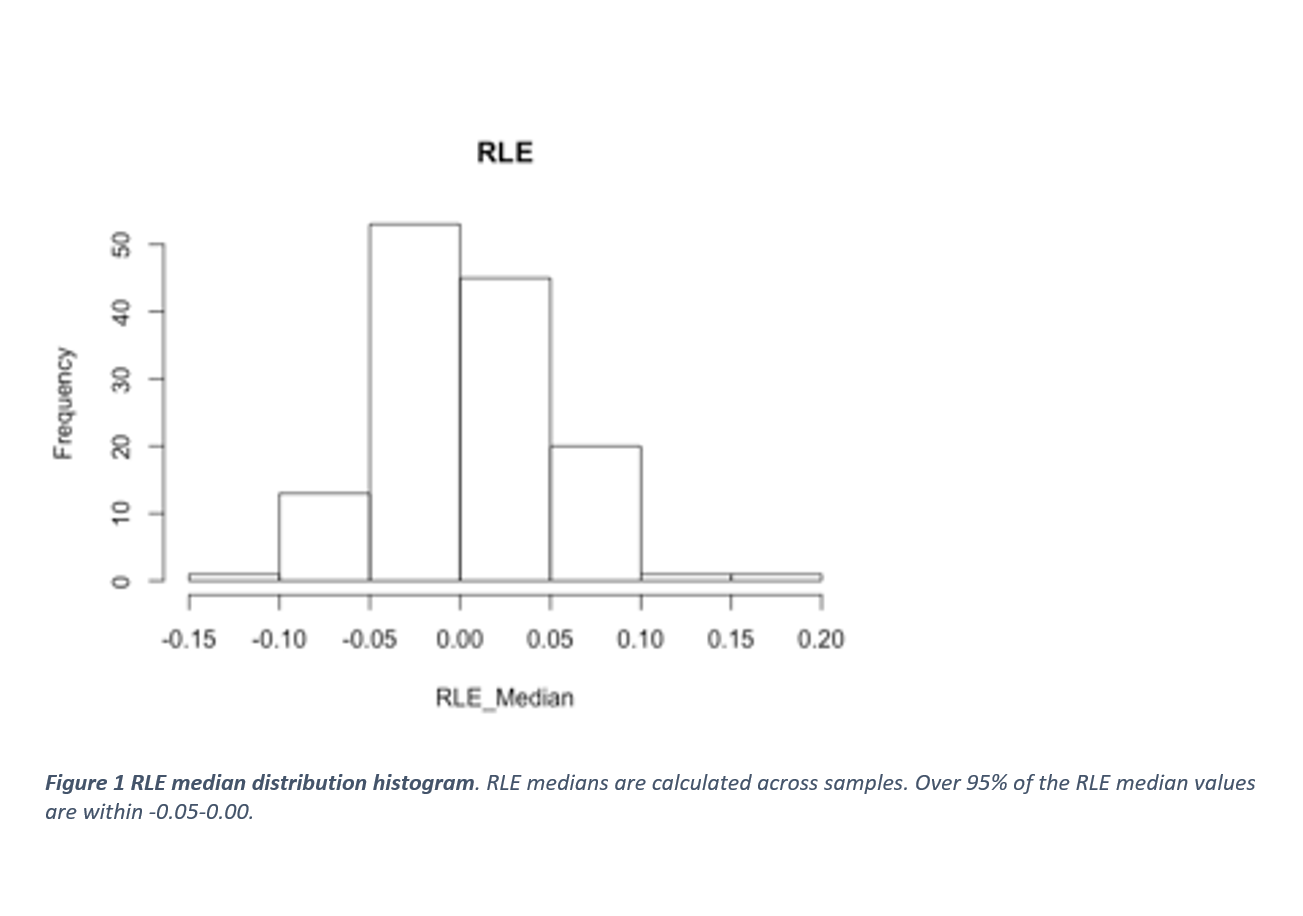 RLE
50
40
30
20
10
0
Frequency
-0.15 -0.10 -0.05 0.00 0.05 0.10 0.15 0.20
RLE_Median
Figure 1 RLE median distribution histogram. RLE medians are calculated across samples. Over 95% of the RLE median values
are within -0.05-0.00.